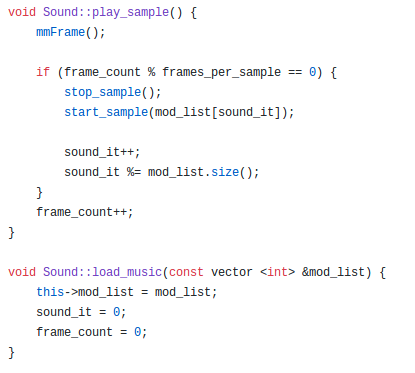 void Sound::play_sample() {
    mmFrame();

    if (frame_count % frames_per_sample == 0) {
        stop_sample();
        start_sample(mod_list[sound_it]);

        sound_it++;
        sound_it %= mod_list.size();
    }
    frame_count++;
}

void Sound::load_music(const vector <int> &mod_list) {
    this->mod_list = mod_list;
    sound_it = 0;
    frame_count = 0;
}